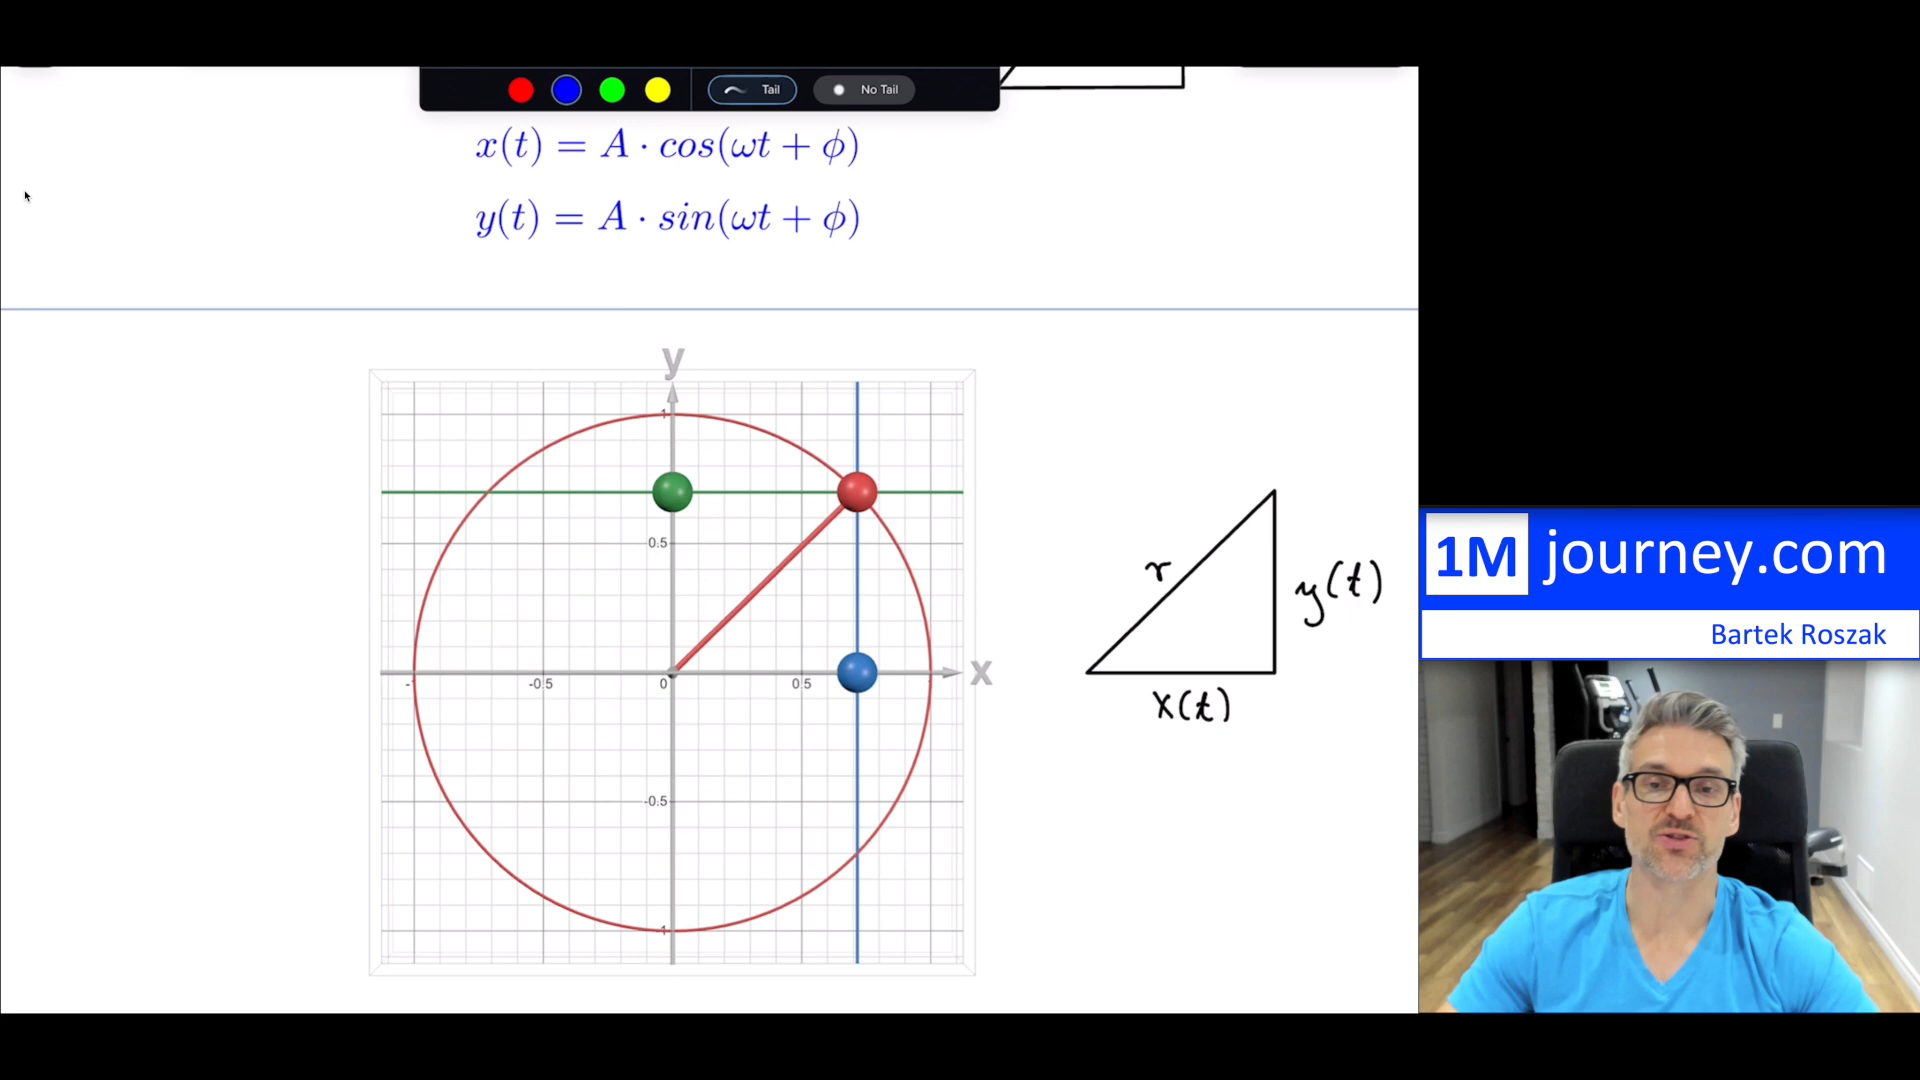 Tail
No Tail
x(t) = A · cos(ωt + ϕ)
y(t) = A · sin(ωt + ϕ)
y
1
0.5
-0.5
0
0.5
x
-0.5
r
y(t)
x(t)
1M journey.com
Bartek Roszak